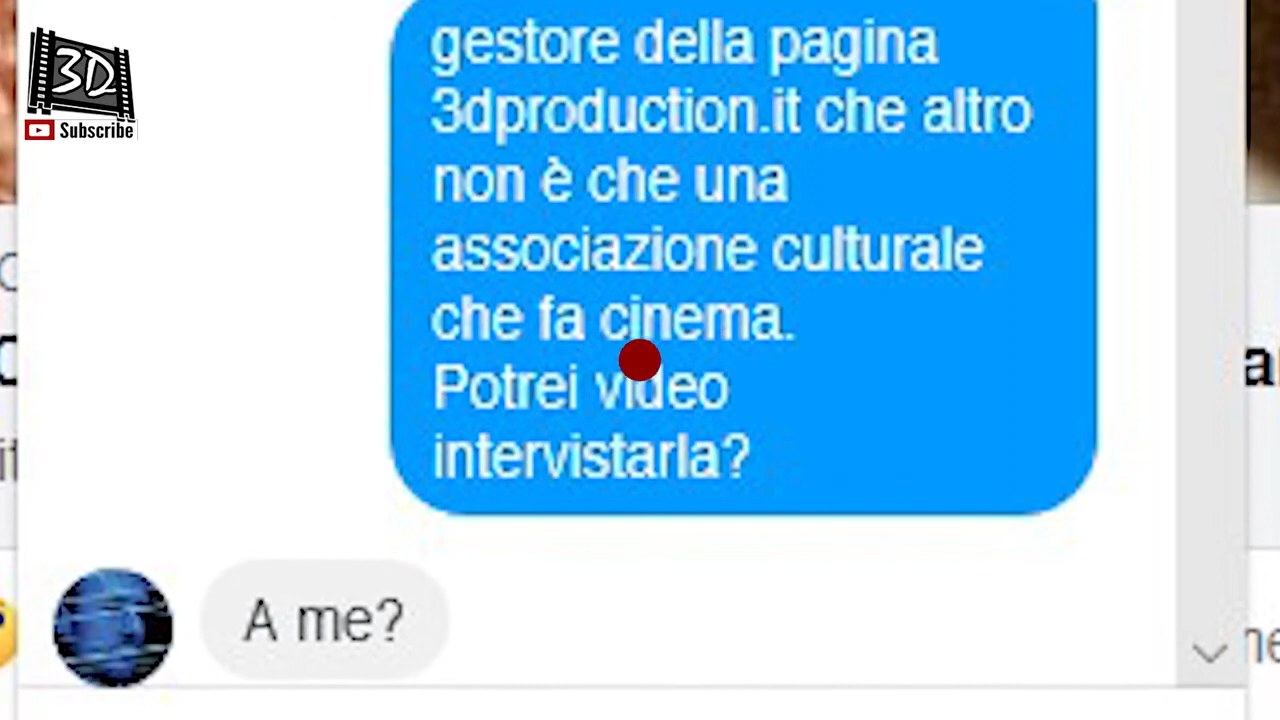 3D
Subscribe
gestore della pagina
3dproduction.it che altro
non è che una
associazione culturale
che fa cinema.
Potrei video
intervistarla?
A me?